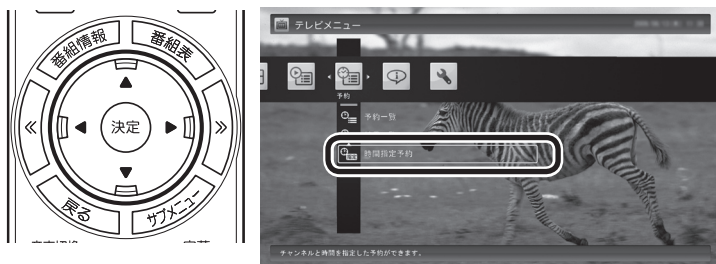 番組情報
番組表
決定
戻る
サブメニュー
テレビメニュー
予約
予約一覧
時間指定予約
チャンネルと時間を指定した予約ができます。